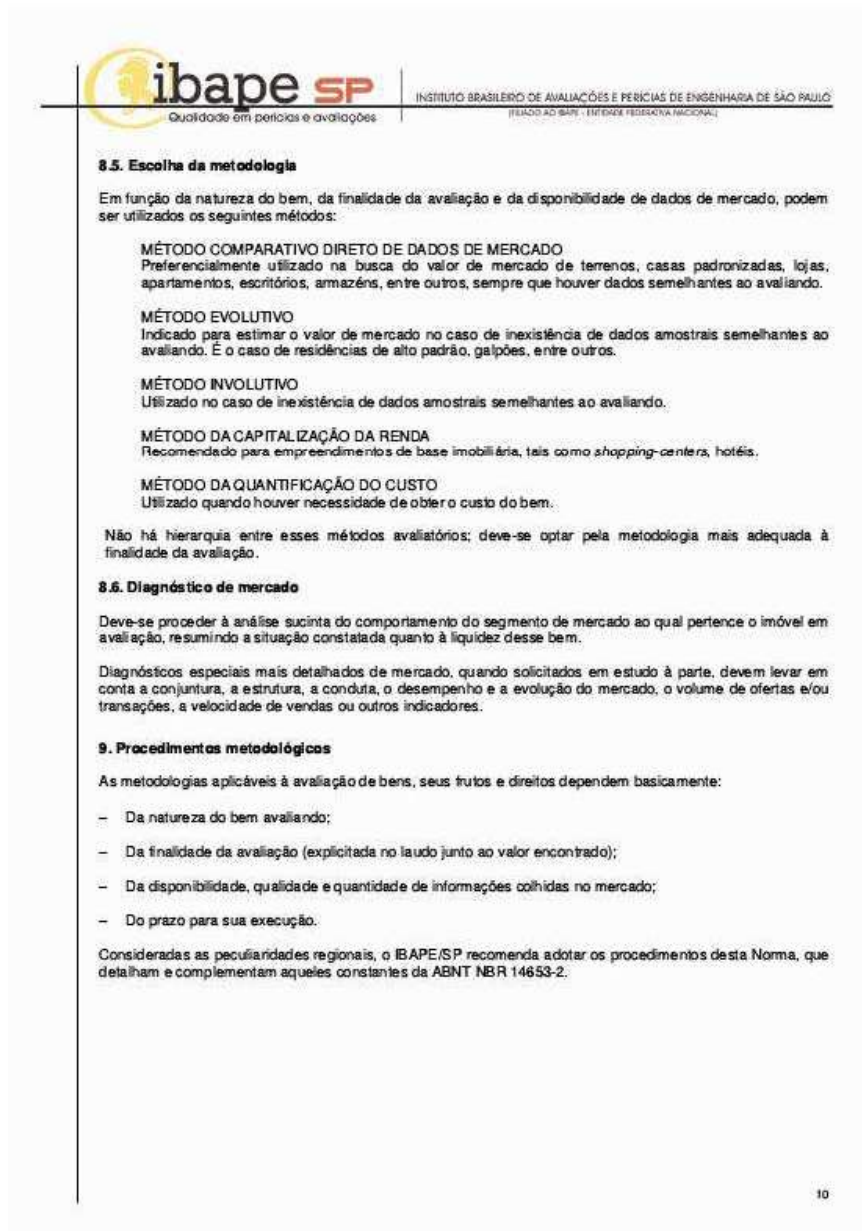 ibape SP
Qualidade em perícias e avaliações
INSTITUTO BRASILEIRO DE AVALIAÇÕES E PERÍCIAS DE ENGENHARIA DE SÃO PAULO
(FILIADO AO IBAPE - ENTIDADE FEDERATIVA NACIONAL)
8.5. Escolha da metodologia
Em função da natureza do bem, da finalidade da avaliação e da disponibilidade de dados de mercado, podem
ser utilizados os seguintes métodos:
MÉTODO COMPARATIVO DIRETO DE DADOS DE MERCADO
Preferencialmente utilizado na busca do valor de mercado de terrenos, casas padronizadas, lojas,
apartamentos, escritórios, armazéns, entre outros, sempre que houver dados semelhantes ao avaliando.
MÉTODO EVOLUTIVO
Indicado para estimar o valor de mercado no caso de inexistência de dados amostrais semelhantes ao
avaliando. É o caso de residências de alto padrão, galpões, entre outros.
MÉTODO INVOLUTIVO
Utilizado no caso de inexistência de dados amostrais semelhantes ao avaliando.
MÉTODO DA CAPITALIZAÇÃO DA RENDA
Recomendado para empreendimentos de base imobiliária, tais como shopping-centers, hotéis.
MÉTODO DA QUANTIFICAÇÃO DO CUSTO
Utilizado quando houver necessidade de obter o custo do bem.
Não há hierarquia entre esses métodos avaliatórios; deve-se optar pela metodologia mais adequada à
finalidade da avaliação.
8.6. Diagnóstico de mercado
Deve-se proceder à análise sucinta do comportamento do segmento de mercado ao qual pertence o imóvel em
avaliação, resumindo a situação constatada quanto à liquidez desse bem.
Diagnósticos especiais mais detalhados de mercado, quando solicitados em estudo à parte, devem levar em
conta a conjuntura, a estrutura, a conduta, o desempenho e a evolução do mercado, o volume de ofertas e/ou
transações, a velocidade de vendas ou outros indicadores.
9. Procedimentos metodológicos
As metodologias aplicáveis à avaliação de bens, seus frutos e direitos dependem basicamente:
– Da natureza do bem avaliando;
– Da finalidade da avaliação (explicitada no laudo junto ao valor encontrado);
– Da disponibilidade, qualidade e quantidade de informações colhidas no mercado;
– Do prazo para sua execução.
Consideradas as peculiaridades regionais, o IBAPE/SP recomenda adotar os procedimentos desta Norma, que
detalham e complementam aqueles constantes da ABNT NBR 14653-2.
10